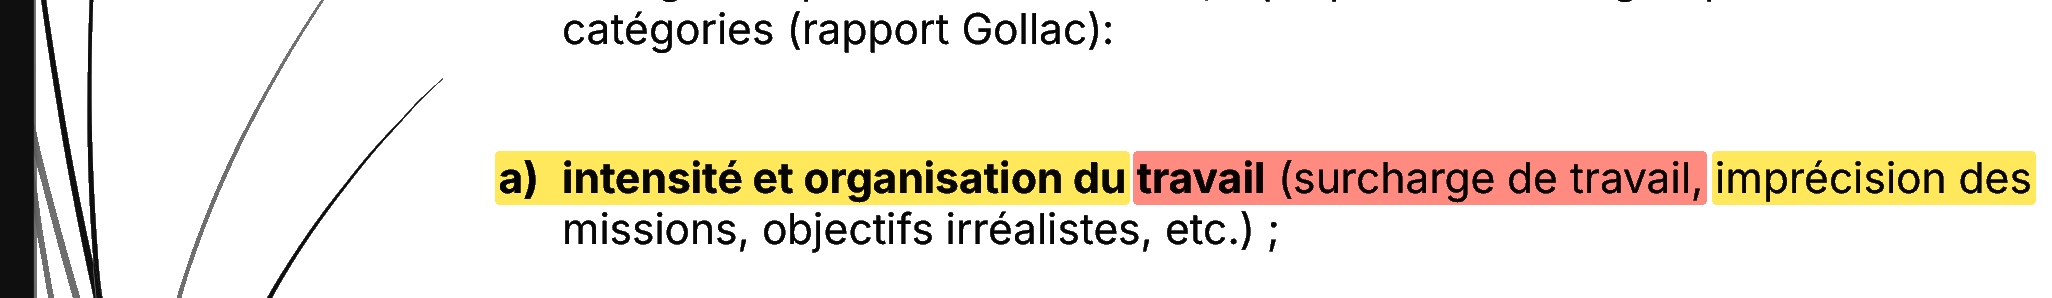 catégories (rapport Gollac):
a) intensité et organisation du travail (surcharge de travail, imprécision des
missions, objectifs irréalistes, etc.) ;